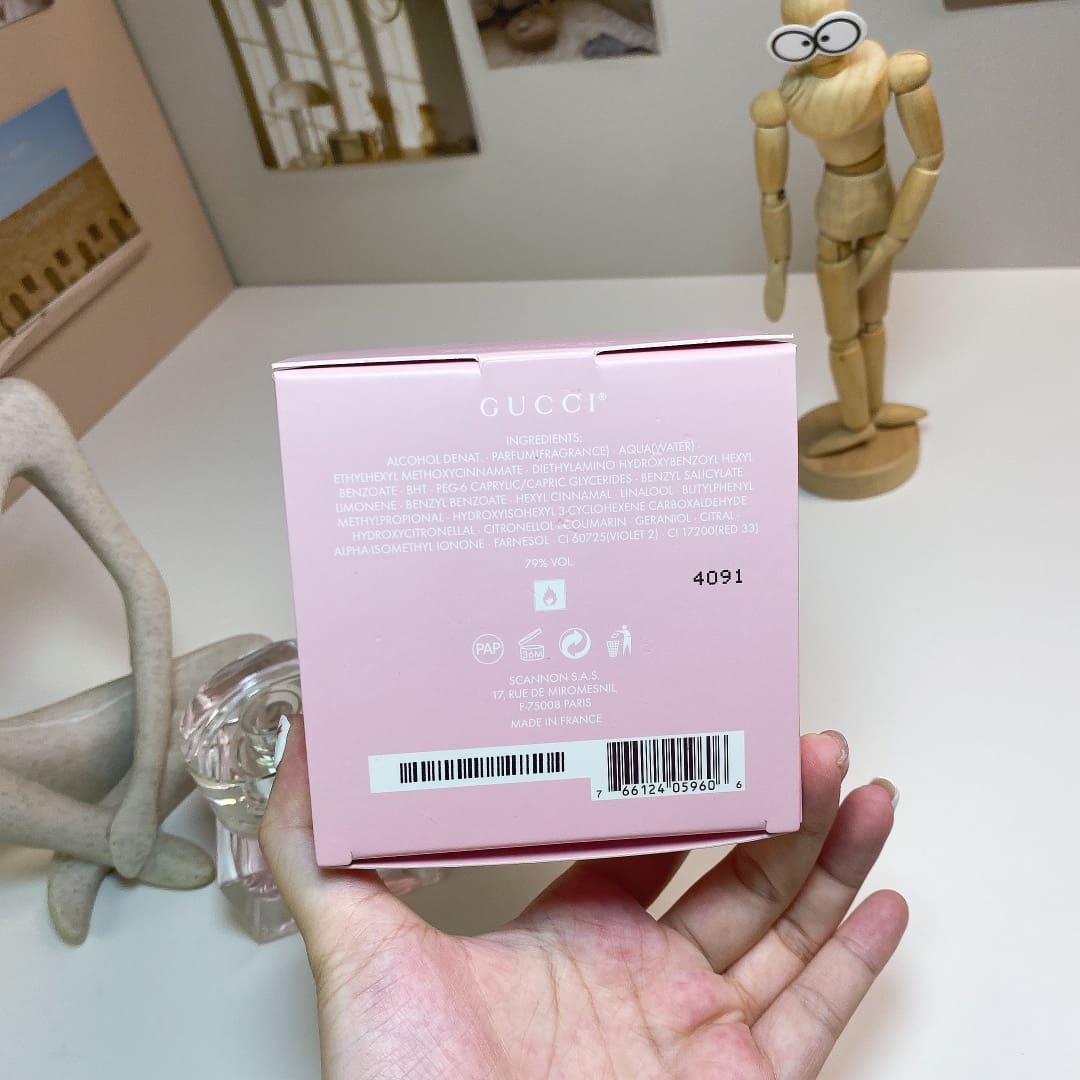 GUCCI®
INGREDIENTS:
ALCOHOL DENAT. · PARFUM(FRAGRANCE) · AQUA(WATER) ·
ETHYLHEXYL METHOXYCINNAMATE · DIETHYLAMINO HYDROXYBENZOYL HEXYL
BENZOATE · BHT · PEG-6 CAPRYLIC/CAPRIC GLYCERIDES · BENZYL SALICYLATE ·
LIMONENE · BENZYL BENZOATE · HEXYL CINNAMAL · LINALOOL · BUTYLPHENYL
METHYLPROPIONAL · HYDROXYISOHEXYL 3-CYCLOHEXENE CARBOXALDEHYDE ·
HYDROXYCITRONELLAL · CITRONELLOL · COUMARIN · GERANIOL · CITRAL ·
ALPHA-ISOMETHYL IONONE · FARNESOL · CI 60725(VIOLET 2) · CI 17200(RED 33)
79% VOL
4091
PAP
36M
SCANNON S.A.S.
17, RUE DE MIROMESNIL
F-75008 PARIS
MADE IN FRANCE
7 66124 05960 6